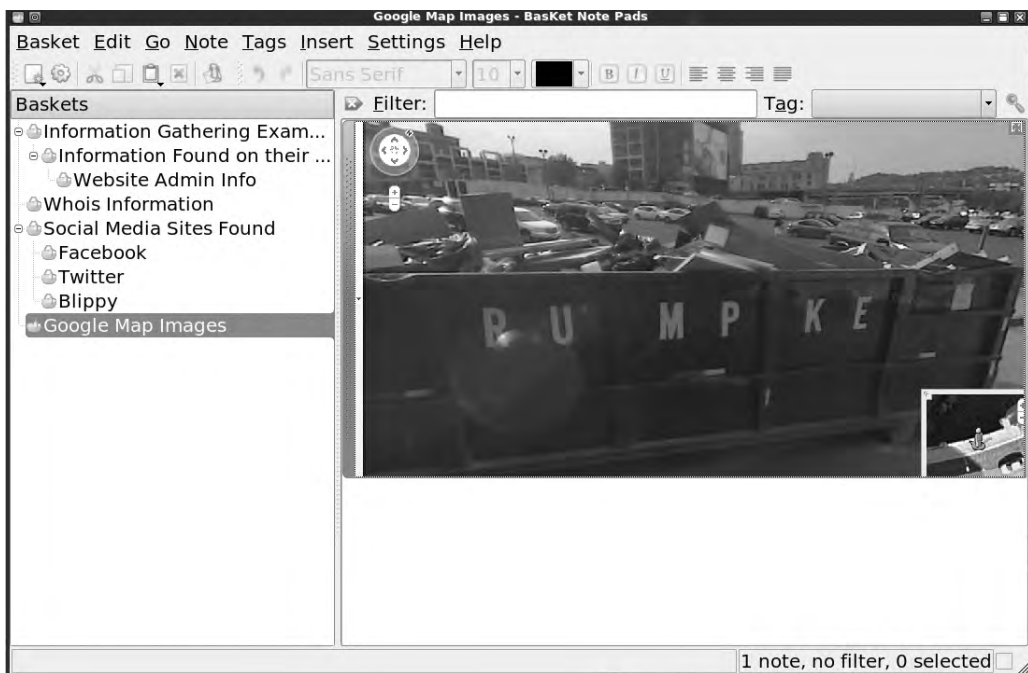 Google Map Images - BasKet Note Pads
Basket Edit Go Note Tags Insert Settings Help
Sans Serif 10 B I U
Baskets
Filter: Tag:
Information Gathering Exam...
Information Found on their ...
Website Admin Info
Whois Information
Social Media Sites Found
Facebook
Twitter
Blippy
Google Map Images
RUMPKE
1 note, no filter, 0 selected